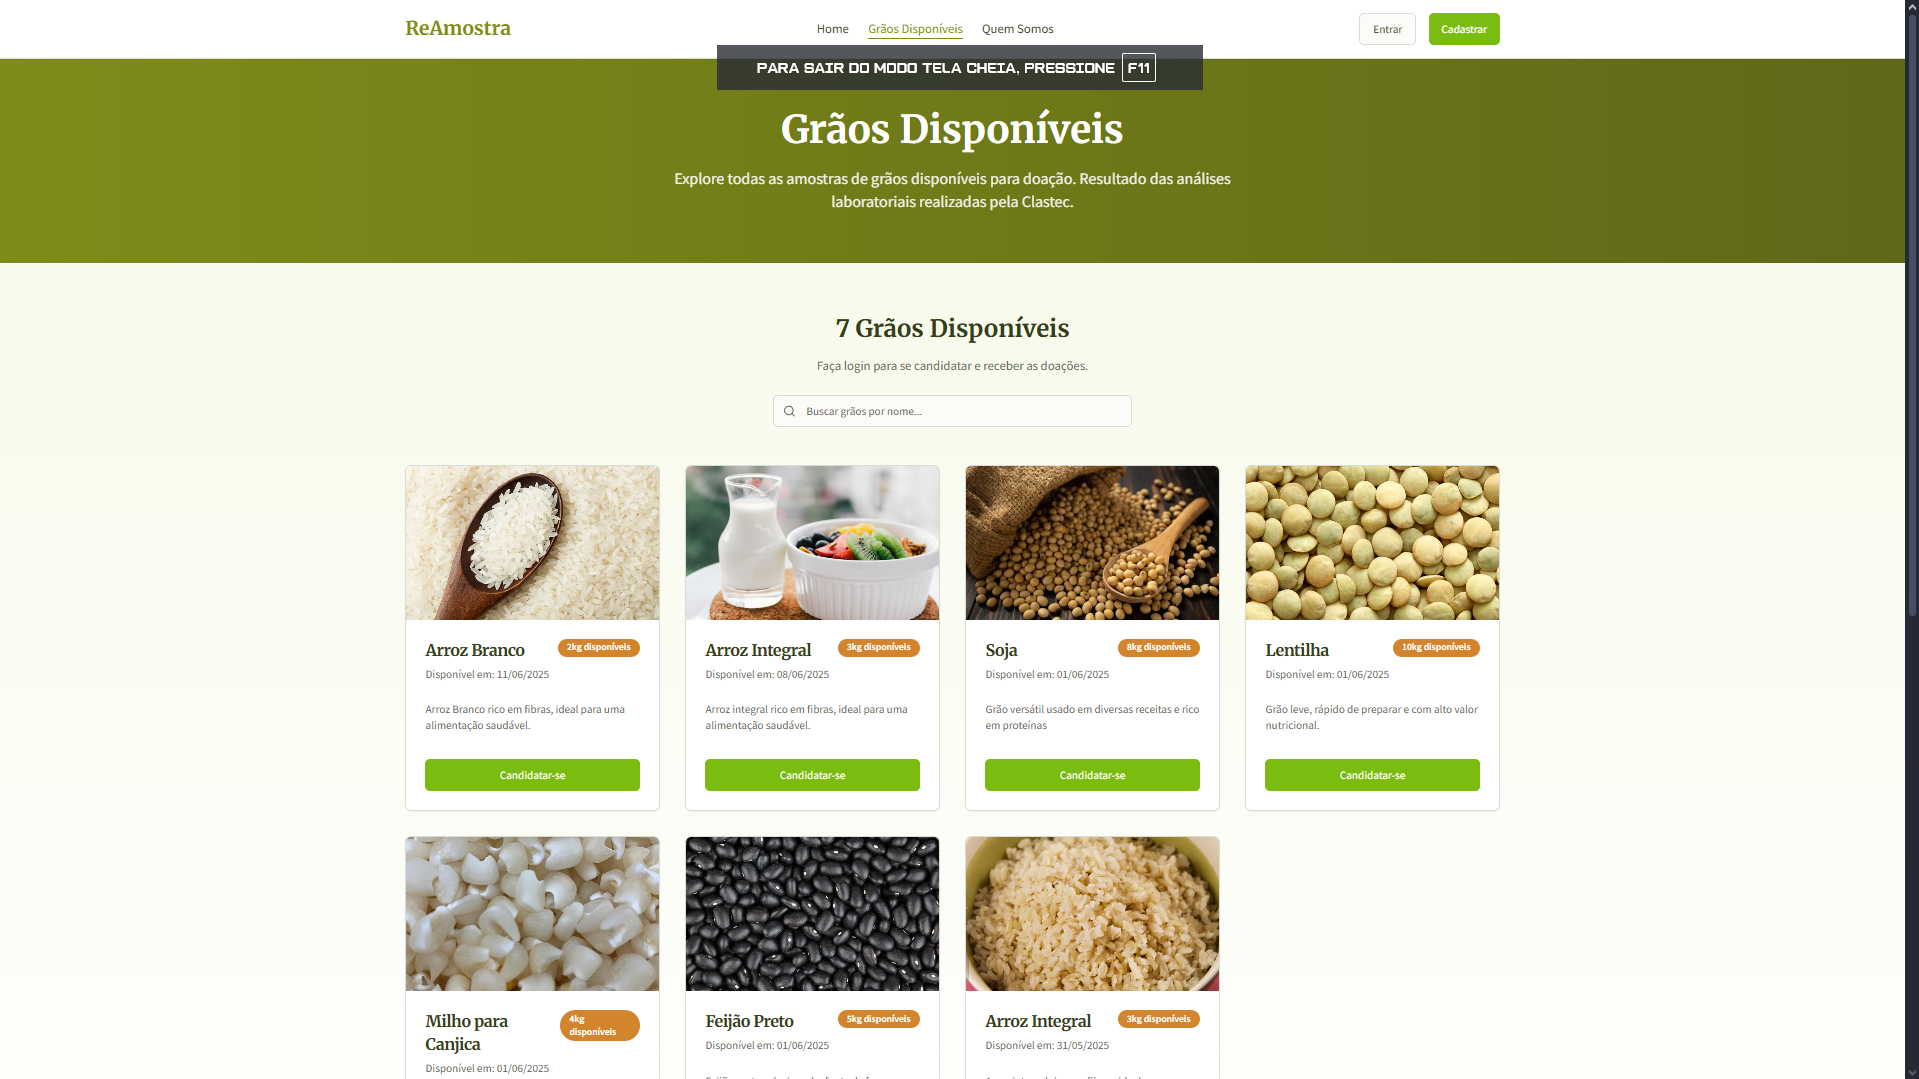 ReAmostra
Home
Grãos Disponíveis
Quem Somos
Entrar
Cadastrar
PARA SAIR DO MODO TELA CHEIA, PRESSIONE F11
Grãos Disponíveis
Explore todas as amostras de grãos disponíveis para doação. Resultado das análises
laboratoriais realizadas pela Clastec.
7 Grãos Disponíveis
Faça login para se candidatar e receber as doações.
Buscar grãos por nome...
Arroz Branco
2kg disponíveis
Disponível em: 11/06/2025
Arroz Branco rico em fibras, ideal para uma
alimentação saudável.
Candidatar-se
Arroz Integral
3kg disponíveis
Disponível em: 08/06/2025
Arroz integral rico em fibras, ideal para uma
alimentação saudável.
Candidatar-se
Soja
8kg disponíveis
Disponível em: 01/06/2025
Grão versátil usado em diversas receitas e rico
em proteínas
Candidatar-se
Lentilha
10kg disponíveis
Disponível em: 01/06/2025
Grão leve, rápido de preparar e com alto valor
nutricional.
Candidatar-se
Milho para
Canjica
4kg
disponíveis
Disponível em: 01/06/2025
Feijão Preto
5kg disponíveis
Disponível em: 01/06/2025
Arroz Integral
3kg disponíveis
Disponível em: 31/05/2025